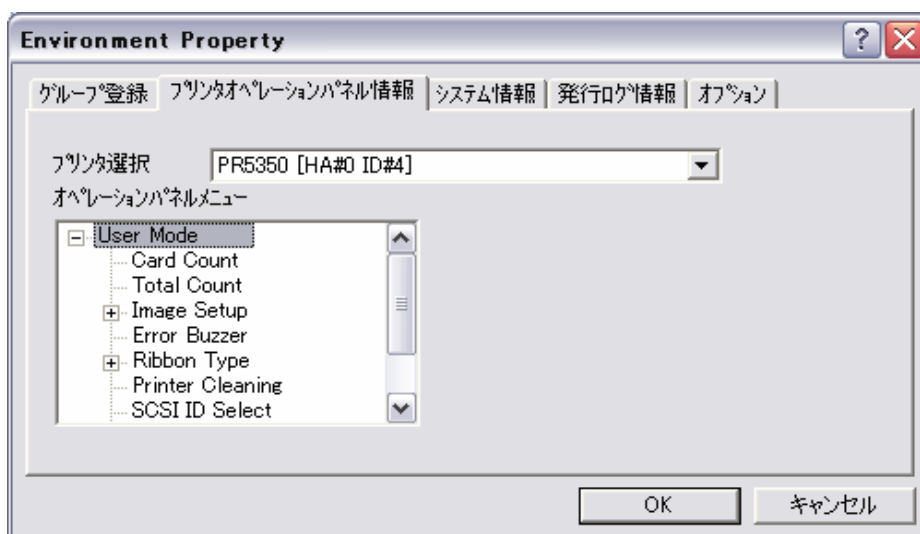 Environment Property
ｸﾞﾙｰﾌﾟ登録 ﾌﾟﾘﾝﾀｵﾍﾟﾚｰｼｮﾝﾊﾟﾈﾙ情報 ｼｽﾃﾑ情報 発行ﾛｸﾞ情報 ｵﾌﾟｼｮﾝ
ﾌﾟﾘﾝﾀ選択 PR5350 [HA#0 ID#4]
ｵﾍﾟﾚｰｼｮﾝﾊﾟﾈﾙﾒﾆｭｰ
User Mode
Card Count
Total Count
Image Setup
Error Buzzer
Ribbon Type
Printer Cleaning
SCSI ID Select
OK ｷｬﾝｾﾙ